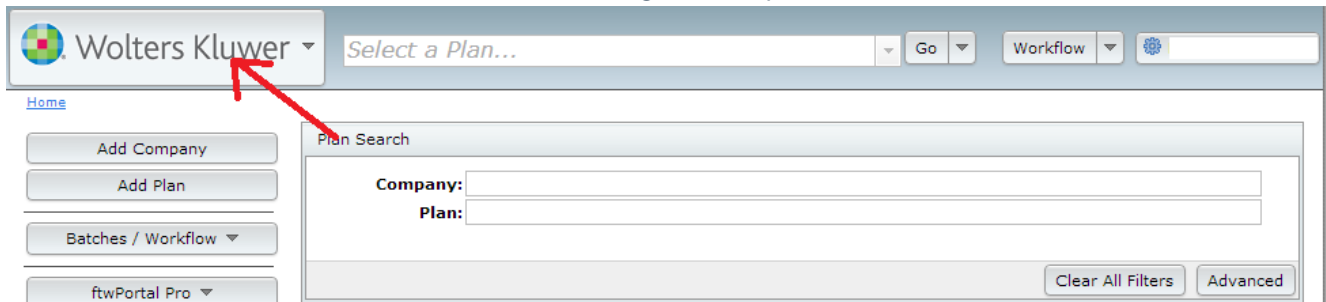 Wolters Kluwer Select a Plan... Go Workflow
Home
Add Company
Add Plan
Batches / Workflow
ftwPortal Pro
Plan Search
Company:
Plan:
Clear All Filters Advanced